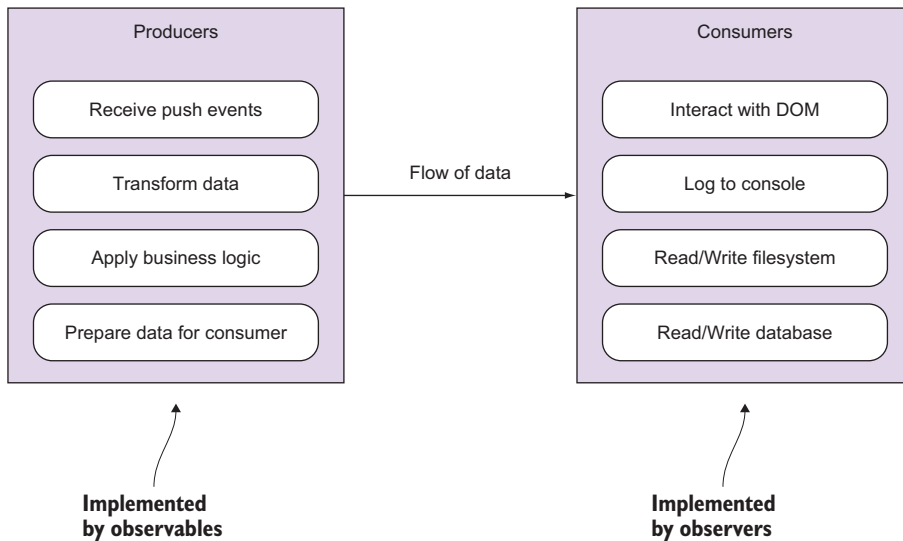 Producers
Receive push events
Transform data
Apply business logic
Prepare data for consumer
Flow of data
Consumers
Interact with DOM
Log to console
Read/Write filesystem
Read/Write database
Implemented
by observables
Implemented
by observers